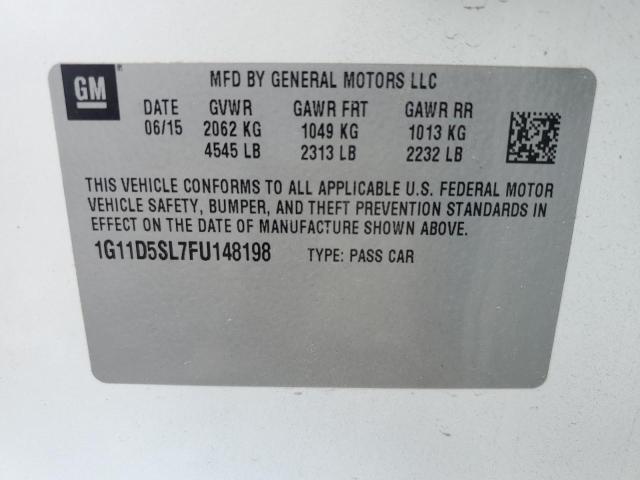 GM
MFD BY GENERAL MOTORS LLC
DATE GVWR GAWR FRT GAWR RR
06/15 2062 KG 1049 KG 1013 KG
4545 LB 2313 LB 2232 LB
THIS VEHICLE CONFORMS TO ALL APPLICABLE U.S. FEDERAL MOTOR
VEHICLE SAFETY, BUMPER, AND THEFT PREVENTION STANDARDS IN
EFFECT ON THE DATE OF MANUFACTURE SHOWN ABOVE.
1G11D5SL7FU148198 TYPE: PASS CAR